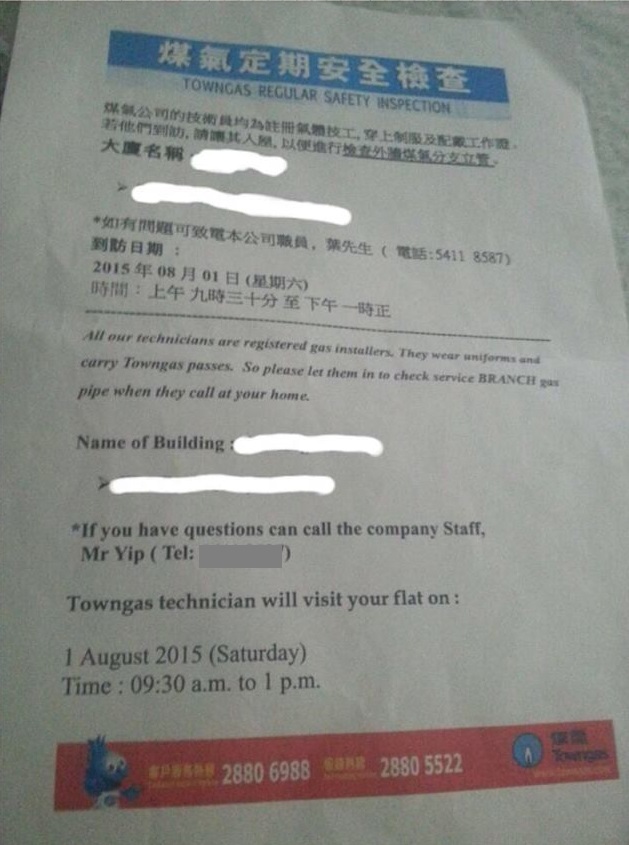 煤氣定期安全檢查
TOWNGAS REGULAR SAFETY INSPECTION
煤氣公司的技術員均為註冊氣體技工, 穿上制服及配戴工作證.
若他們到訪, 請讓其入屋, 以便進行檢查外牆煤氣分支立管.
大廈名稱
*如有問題可致電本公司職員, 葉先生 ( 電話:5411 8587)
到訪日期 :
2015 年 08 月 01 日 (星期六)
時間 : 上午 九時三十分 至 下午 一時正
All our technicians are registered gas installers. They wear uniforms and
carry Towngas passes. So please let them in to check service BRANCH gas
pipe when they call at your home.
Name of Building :
*If you have questions can call the company Staff,
Mr Yip ( Tel: )
Towngas technician will visit your flat on :
1 August 2015 (Saturday)
Time : 09:30 a.m. to 1 p.m.
客戶服務熱線 2880 6988 2880 5522
煤氣
Towngas